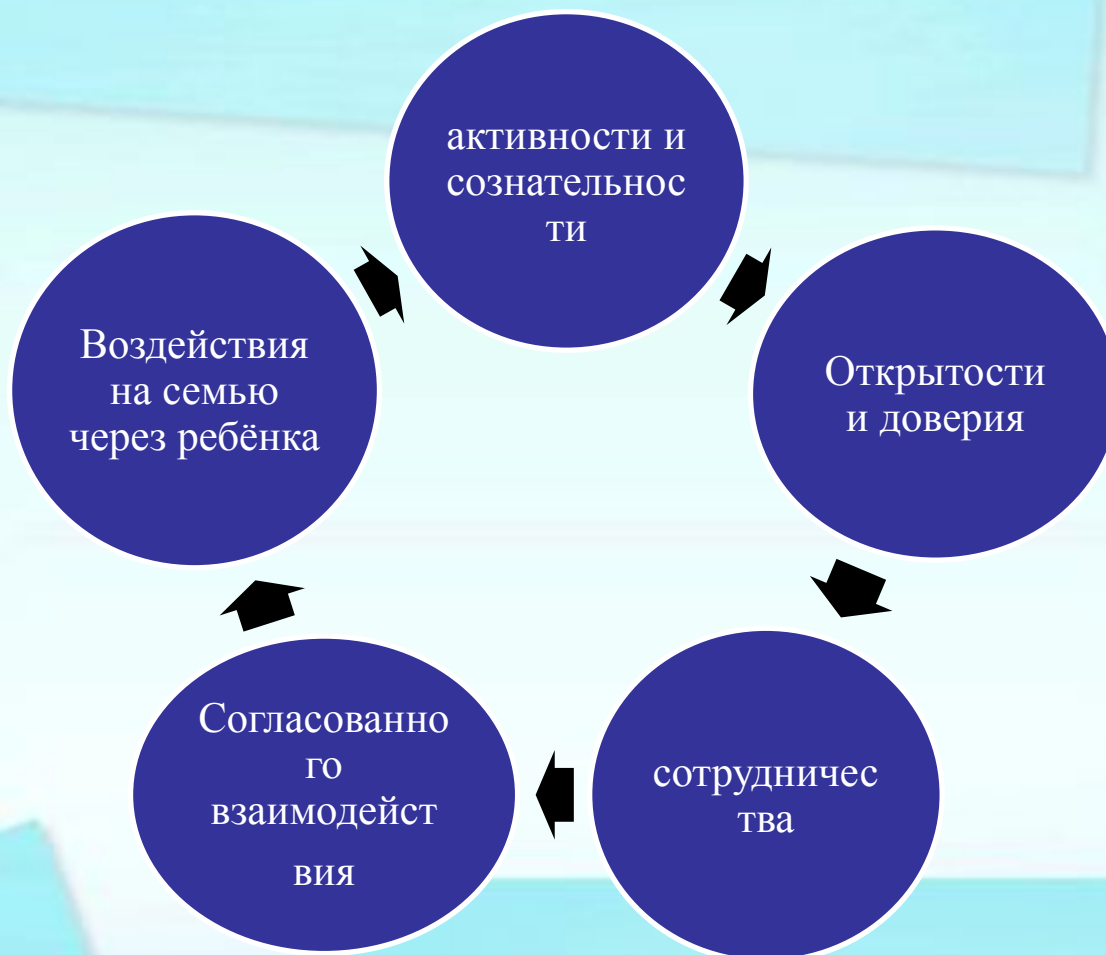 активности и
сознательнос
ти
Открытости
и доверия
сотрудничес
тва
Согласованно
го
взаимодейст
вия
Воздействия
на семью
через ребёнка